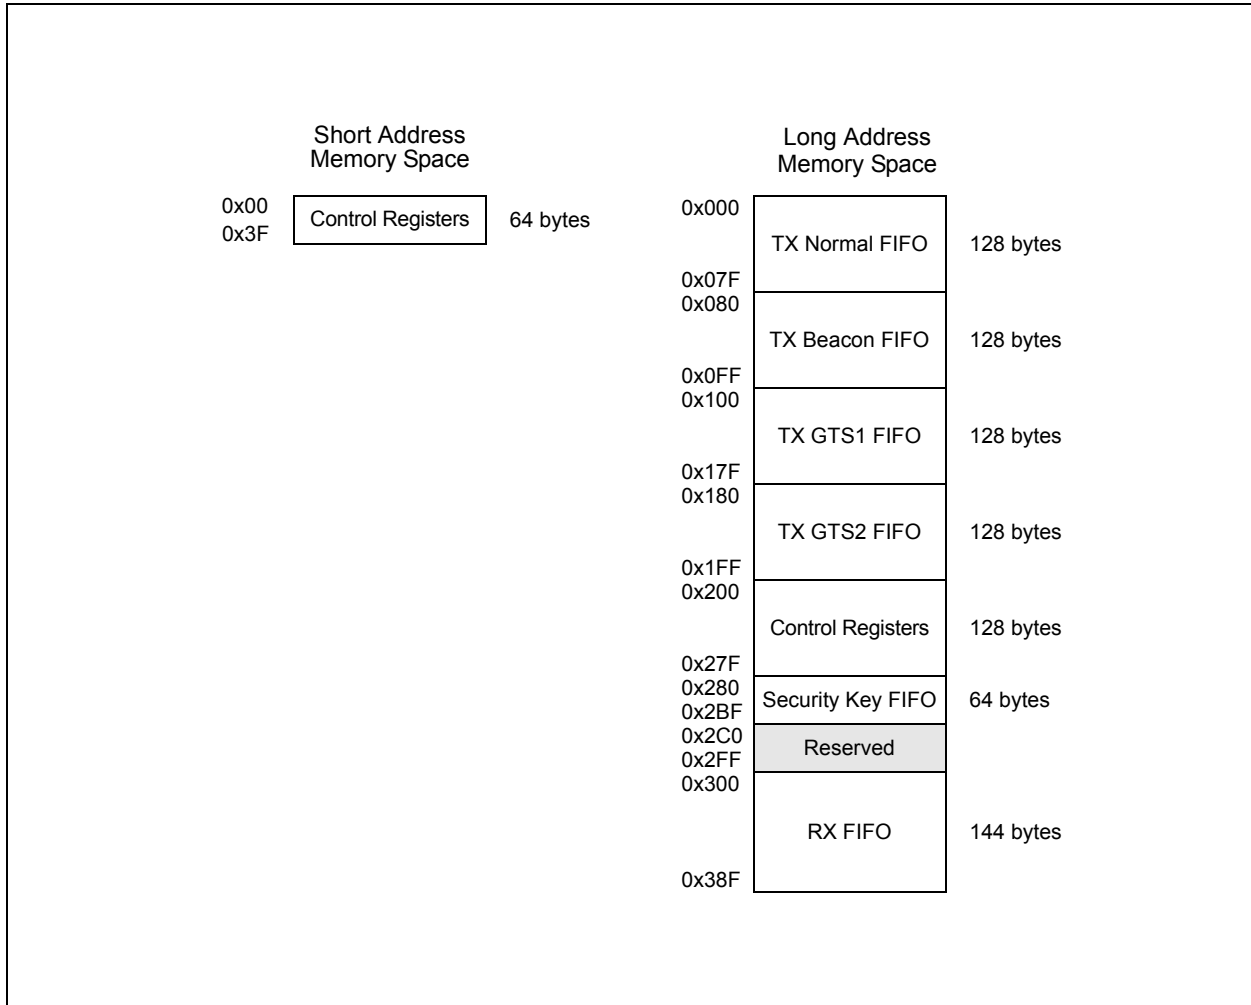 Short Address
Memory Space
0x00
Control Registers
64 bytes
0x3F
Long Address
Memory Space
0x000
TX Normal FIFO
128 bytes
0x07F
0x080
TX Beacon FIFO
128 bytes
0x0FF
0x100
TX GTS1 FIFO
128 bytes
0x17F
0x180
TX GTS2 FIFO
128 bytes
0x1FF
0x200
Control Registers
128 bytes
0x27F
0x280
Security Key FIFO
64 bytes
0x2BF
0x2C0
Reserved
0x2FF
0x300
RX FIFO
144 bytes
0x38F